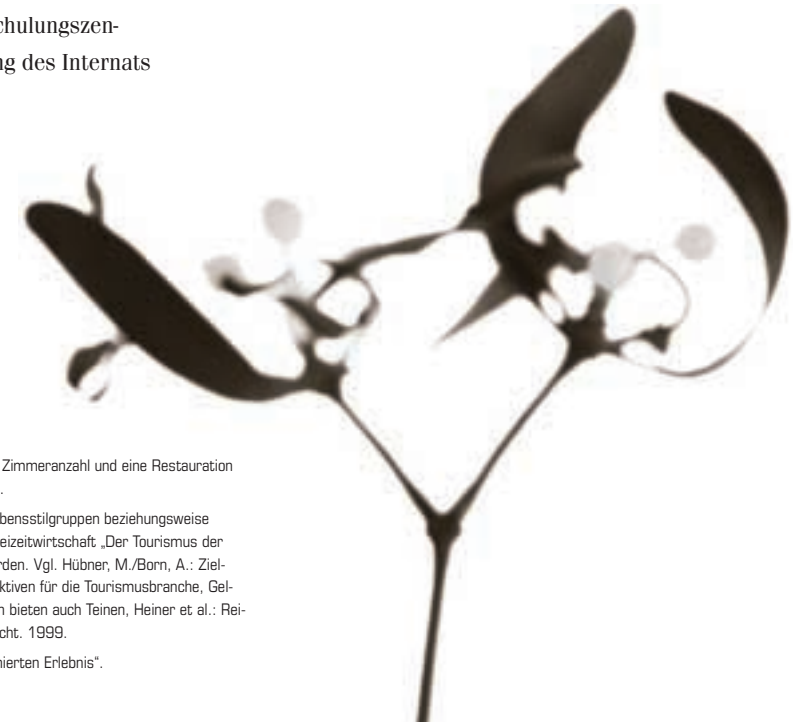 chulungszen-
ng des Internats
Zimmeranzahl und eine Restauration
.
bensstilgruppen beziehungsweise
eizeitwirtschaft „Der Tourismus der
rden. Vgl. Hübner, M./Born, A.: Ziel-
ktiven für die Tourismusbranche, Gel-
n bieten auch Teinen, Heiner et al.: Rei-
cht. 1999.
nierten Erlebnis“.